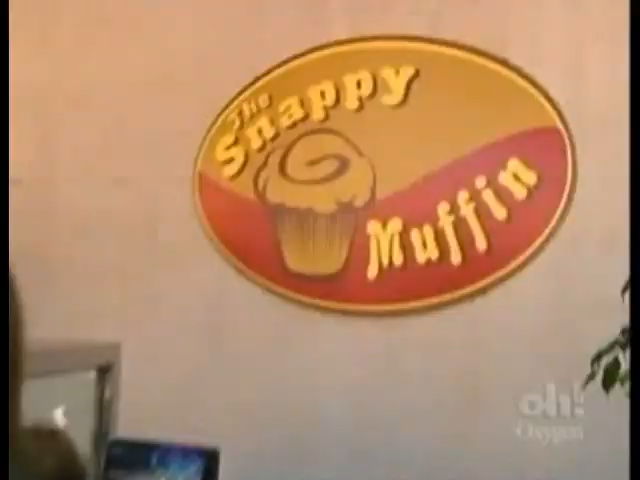 The
Snappy
Muffin
oh!
Oxygen